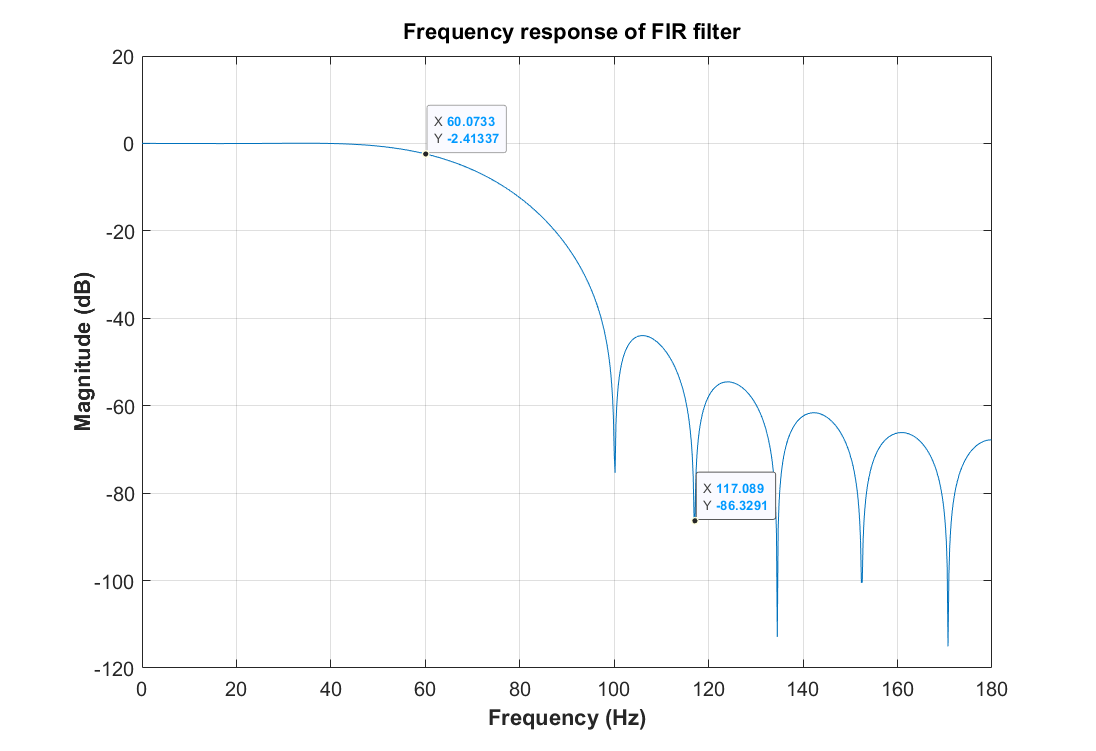 Frequency response of FIR filter
20
0
-20
-40
-60
-80
-100
-120
Magnitude (dB)
X 60.0733
Y -2.41337
X 117.089
Y -86.3291
0 20 40 60 80 100 120 140 160 180
Frequency (Hz)